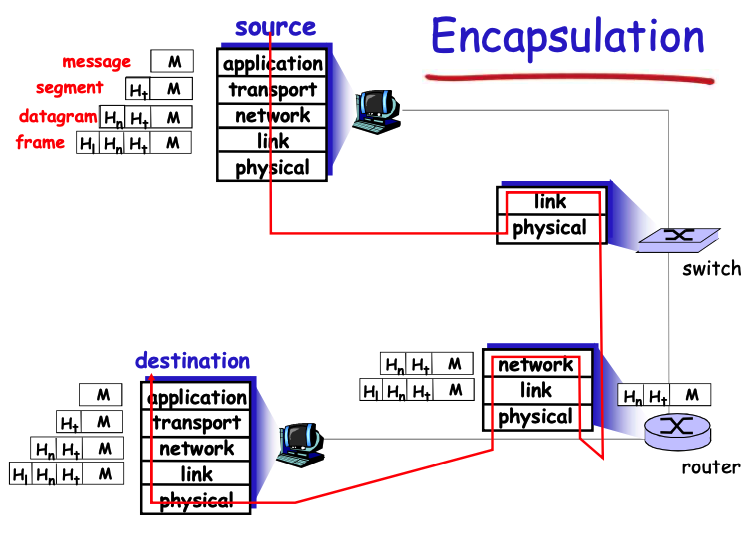 source
Encapsulation
message M
application
segment Ht M
transport
datagram Hn Ht M
network
frame Hl Hn Ht M
link
physical
link
physical
switch
destination
Hn Ht M
network
Hl Hn Ht M
link
Hn Ht M
physical
router
M
application
Ht M
transport
Hn Ht M
network
Hl Hn Ht M
link
physical